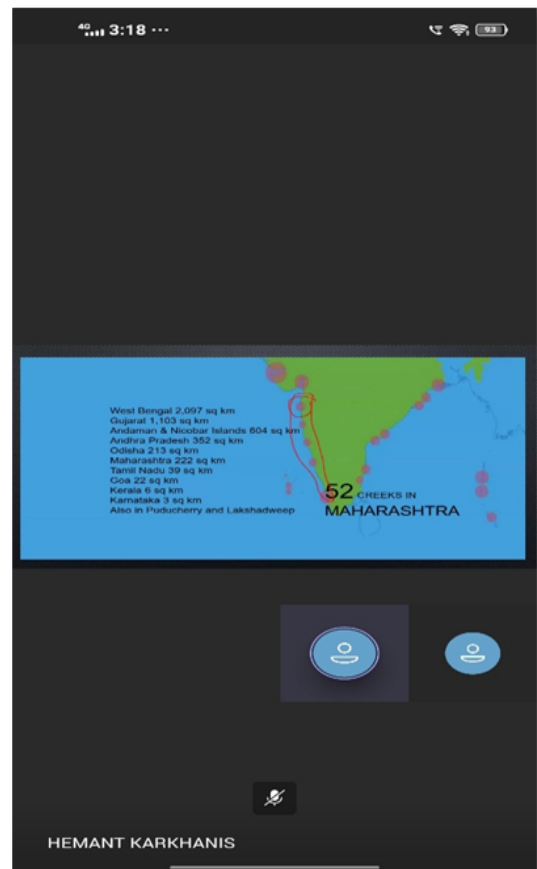 4G 3:18 ...
93
West Bengal 2,097 sq km
Gujarat 1,103 sq km
Andaman & Nicobar Islands 604 sq km
Andhra Pradesh 352 sq km
Odisha 213 sq km
Maharashtra 222 sq km
Tamil Nadu 39 sq km
Goa 22 sq km
Kerala 6 sq km
Karnataka 3 sq km
Also in Puducherry and Lakshadweep
52 CREEKS IN
MAHARASHTRA
HEMANT KARKHANIS